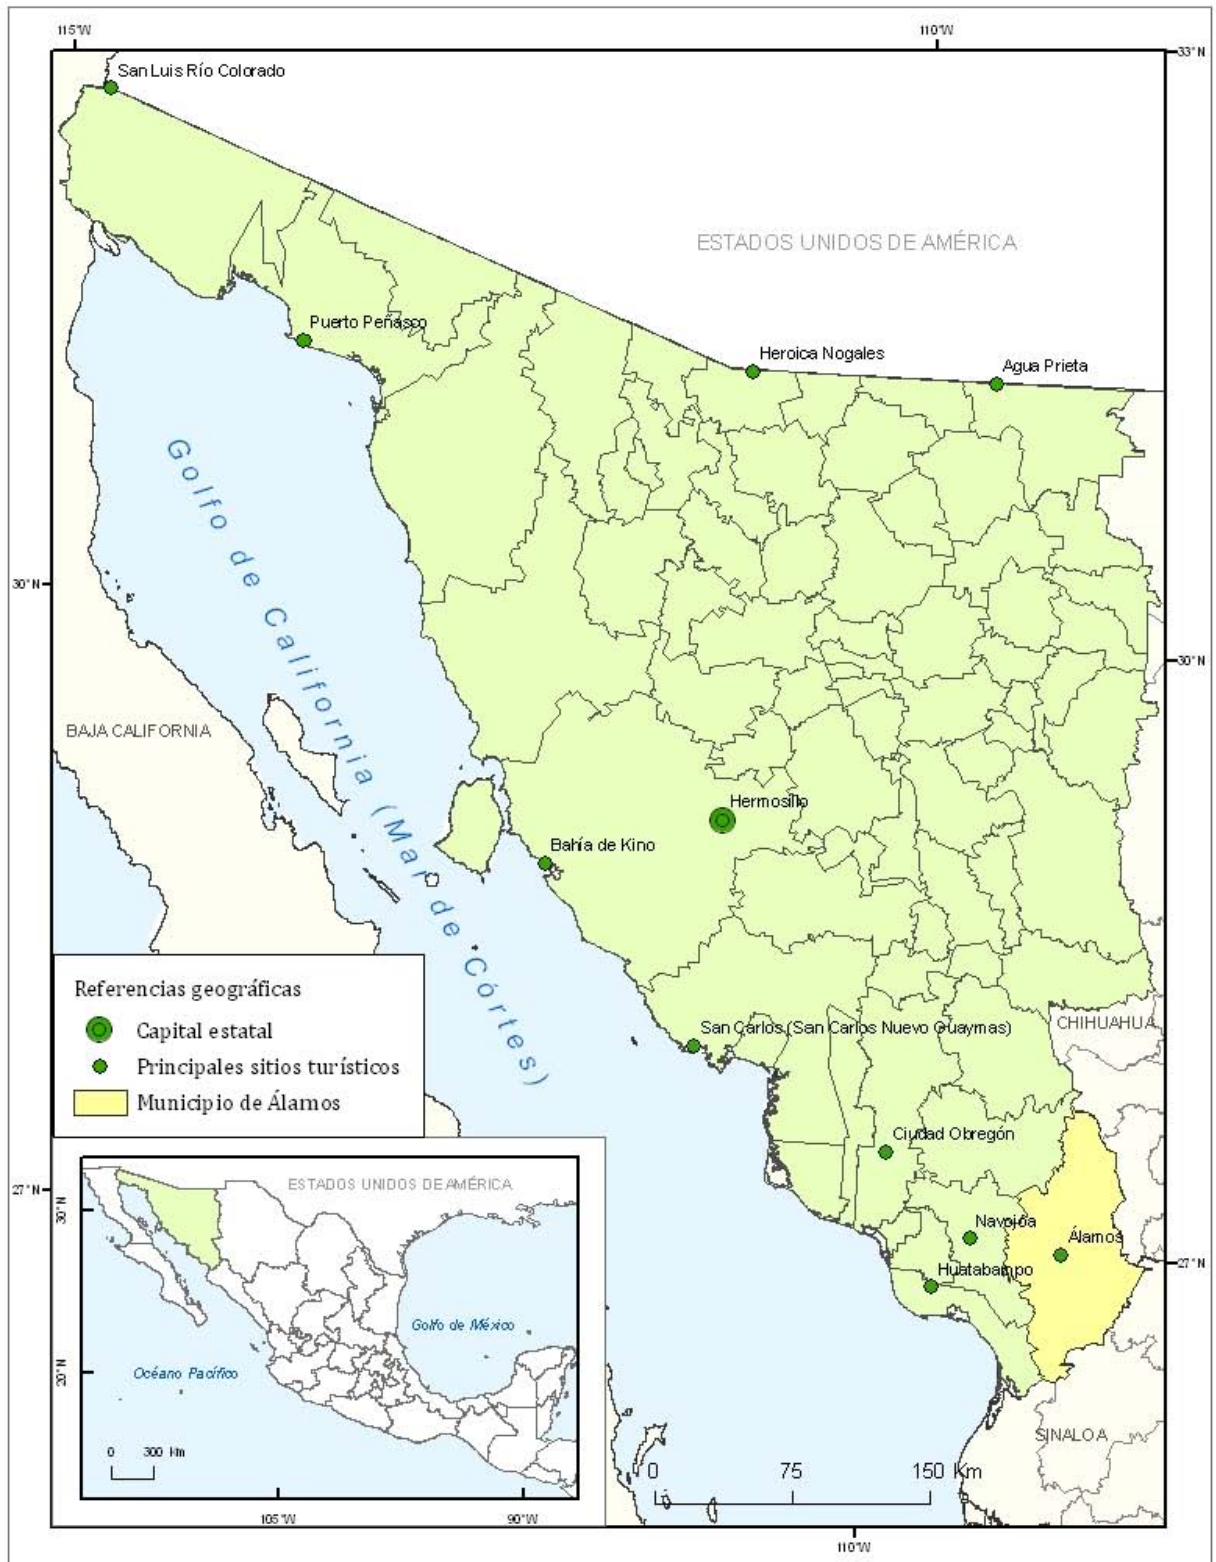 115°W
110°W
33°N
San Luis Río Colorado
ESTADOS UNIDOS DE AMÉRICA
Puerto Peñasco
Heroica Nogales
Agua Prieta
Golfo de California (Mar de Córtes)
30°N
30°N
BAJA CALIFORNIA
Hermosillo
Bahía de Kino
Referencias geográficas
Capital estatal
Principales sitios turísticos
Municipio de Álamos
San Carlos (San Carlos Nuevo Guaymas)
CHIHUAHUA
Ciudad Obregón
27°N
Navojóa
Álamos
27°N
Huatabampo
ESTADOS UNIDOS DE AMÉRICA
30°N
Golfo de México
Océano Pacífico
20°N
0 300 km
SINALOA
0 75 150 Km
105°W
90°W
110°W